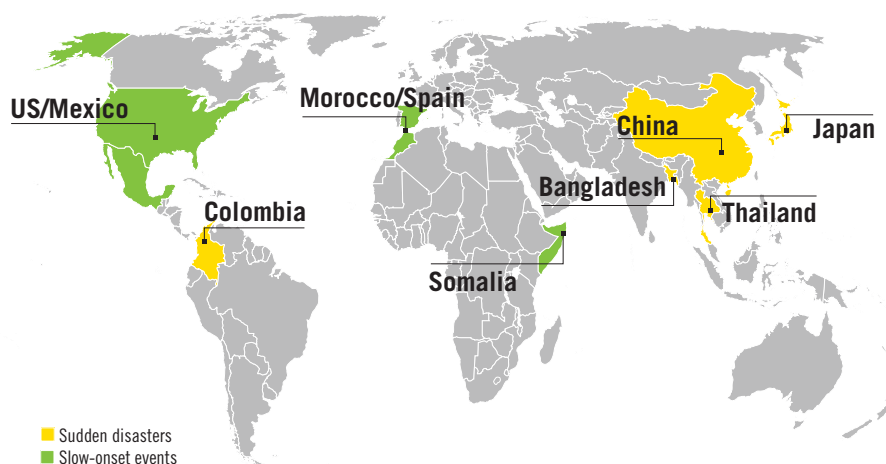 US/Mexico
Morocco/Spain
China
Japan
Bangladesh
Colombia
Thailand
Somalia
Sudden disasters
Slow-onset events